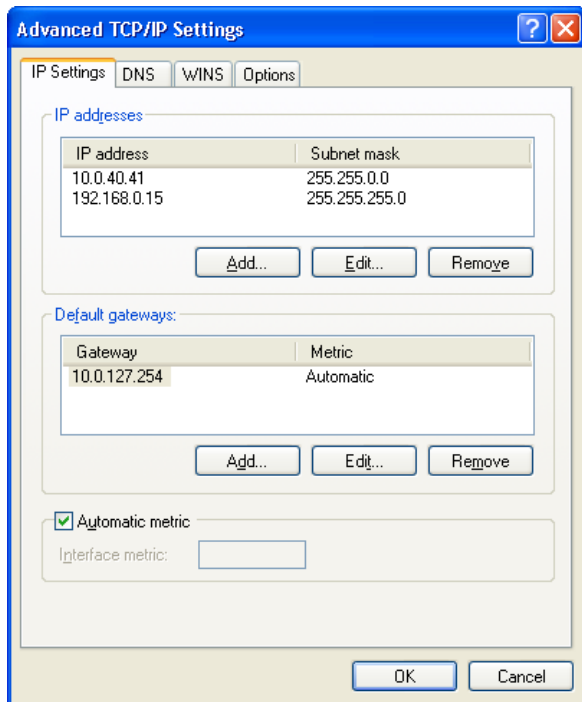 Advanced TCP/IP Settings
IP Settings DNS WINS Options
IP addresses
IP address Subnet mask
10.0.40.41 255.255.0.0
192.168.0.15 255.255.255.0
Add... Edit... Remove
Default gateways:
Gateway Metric
10.0.127.254 Automatic
Add... Edit... Remove
Automatic metric
Interface metric:
OK Cancel